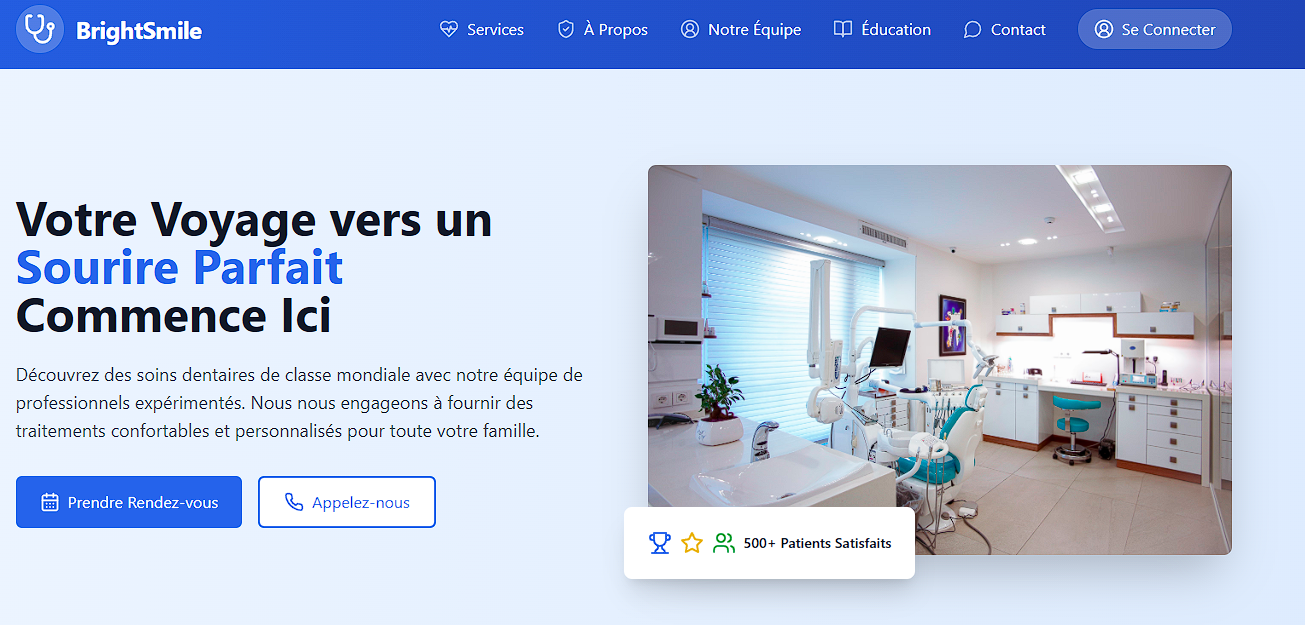 BrightSmile
Services
À Propos
Notre Équipe
Éducation
Contact
Se Connecter
Votre Voyage vers un
Sourire Parfait
Commence Ici
Découvrez des soins dentaires de classe mondiale avec notre équipe de
professionnels expérimentés. Nous nous engageons à fournir des
traitements confortables et personnalisés pour toute votre famille.
Prendre Rendez-vous
Appelez-nous
500+ Patients Satisfaits